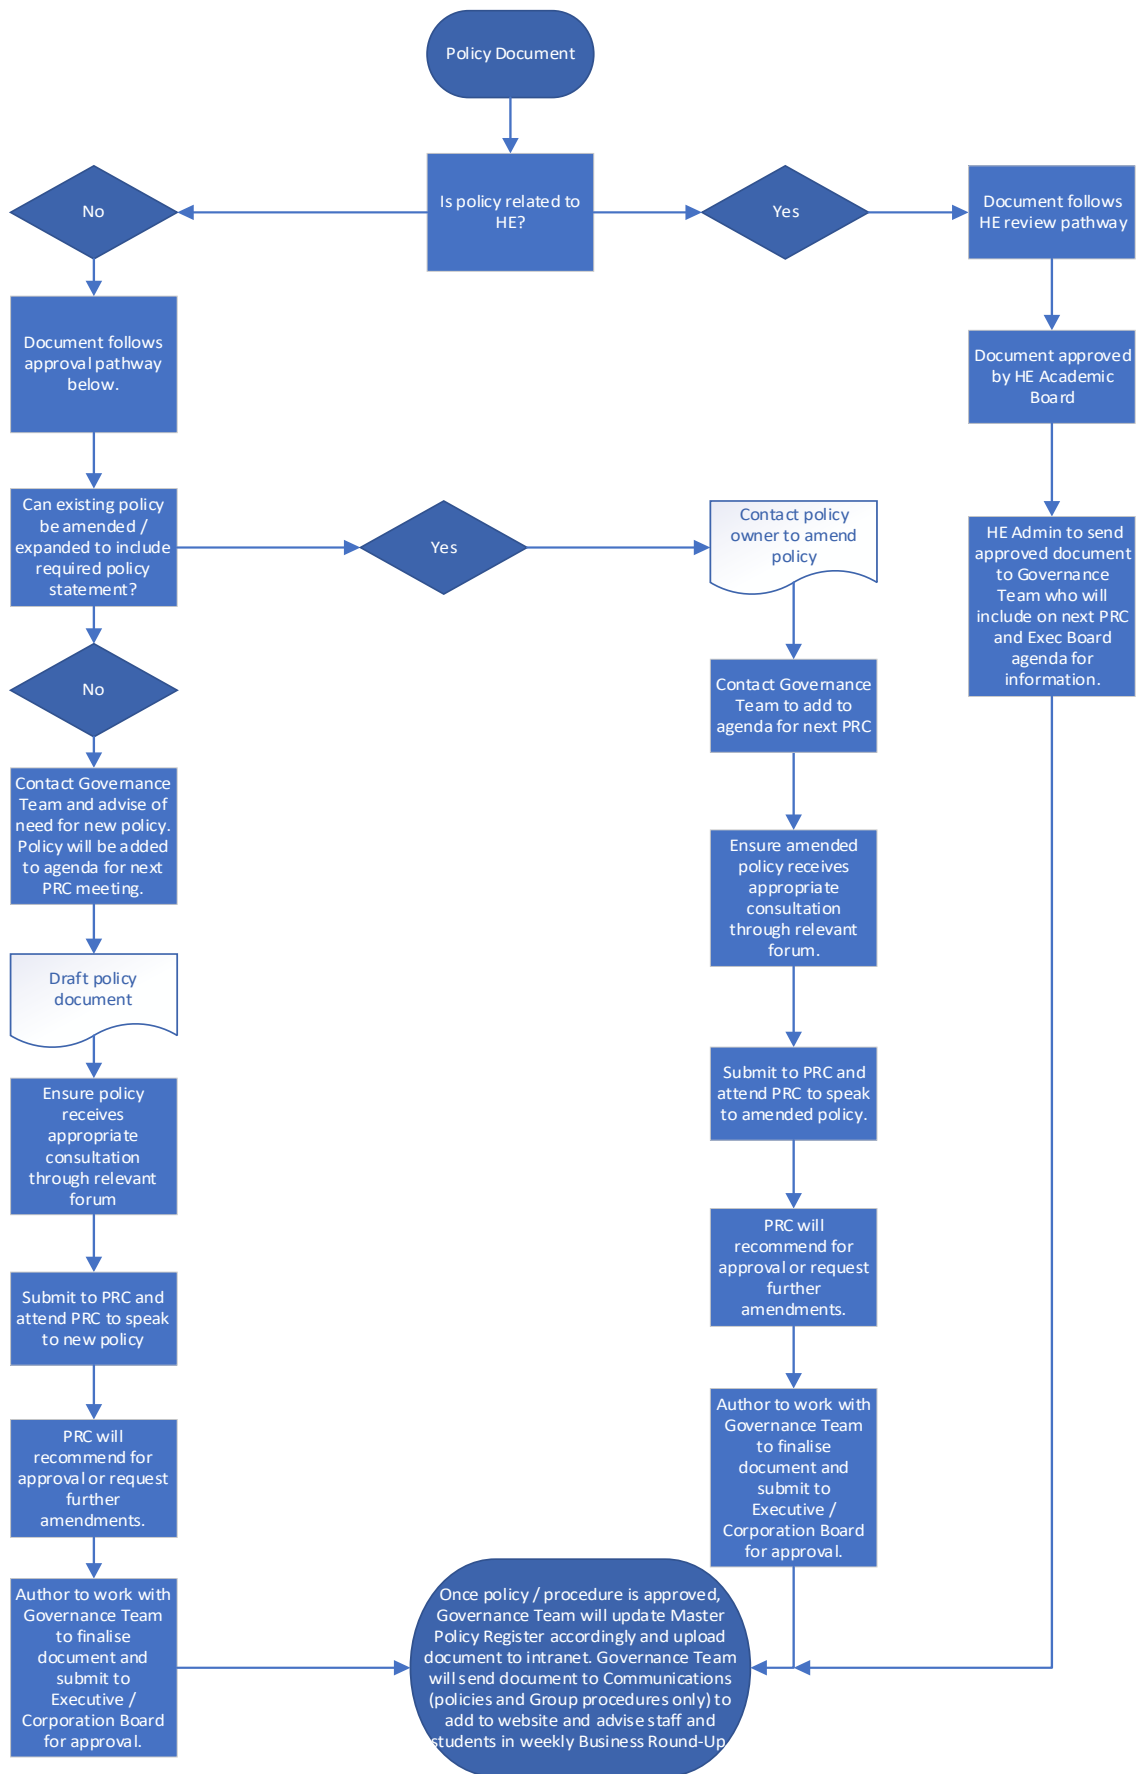 Policy Document
Is policy related to
HE?
No
Yes
Document follows
HE review pathway
Document follows
approval pathway
below.
Document approved
by HE Academic
Board
Can existing policy
be amended /
expanded to include
required policy
statement?
Yes
Contact policy
owner to amend
policy
HE Admin to send
approved document
to Governance
Team who will
include on next PRC
and Exec Board
agenda for
information.
No
Contact Governance
Team to add to
agenda for next PRC
Contact Governance
Team and advise of
need for new policy.
Policy will be added
to agenda for next
PRC meeting.
Ensure amended
policy receives
appropriate
consultation
through relevant
forum.
Draft policy
document
Submit to PRC and
attend PRC to speak
to amended policy.
Ensure policy
receives
appropriate
consultation
through relevant
forum
PRC will
recommend for
approval or request
further
amendments.
Submit to PRC and
attend PRC to speak
to new policy
Author to work with
Governance Team
to finalise
document and
submit to
Executive /
Corporation Board
for approval.
PRC will
recommend for
approval or request
further
amendments.
Author to work with
Governance Team
to finalise
document and
submit to
Executive /
Corporation Board
for approval.
Once policy / procedure is approved,
Governance Team will update Master
Policy Register accordingly and upload
document to intranet. Governance Team
will send document to Communications
(policies and Group procedures only) to
add to website and advise staff and
students in weekly Business Round-Up.